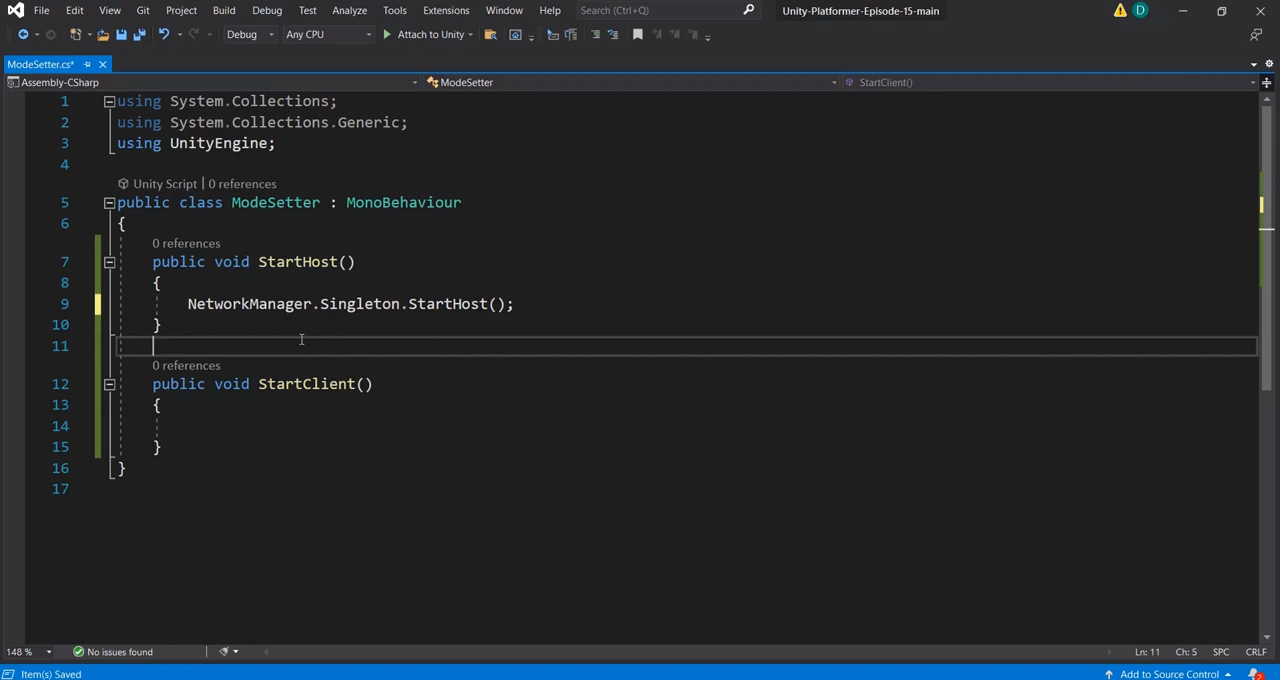 File Edit View Git Project Build Debug Test Analyze Tools Extensions Window Help Search (Ctrl+Q) Unity-Platformer-Episode-15-main D
Debug Any CPU Attach to Unity
ModeSetter.cs*
Assembly-CSharp ModeSetter StartClient()
1 using System.Collections;
2 using System.Collections.Generic;
3 using UnityEngine;
4
Unity Script | 0 references
5 public class ModeSetter : MonoBehaviour
6 {
0 references
7 public void StartHost()
8 {
9 NetworkManager.Singleton.StartHost();
10 }
11
0 references
12 public void StartClient()
13 {
14
15 }
16 }
17
148 % No issues found Ln: 11 Ch: 5 SPC CRLF
Item(s) Saved Add to Source Control 2